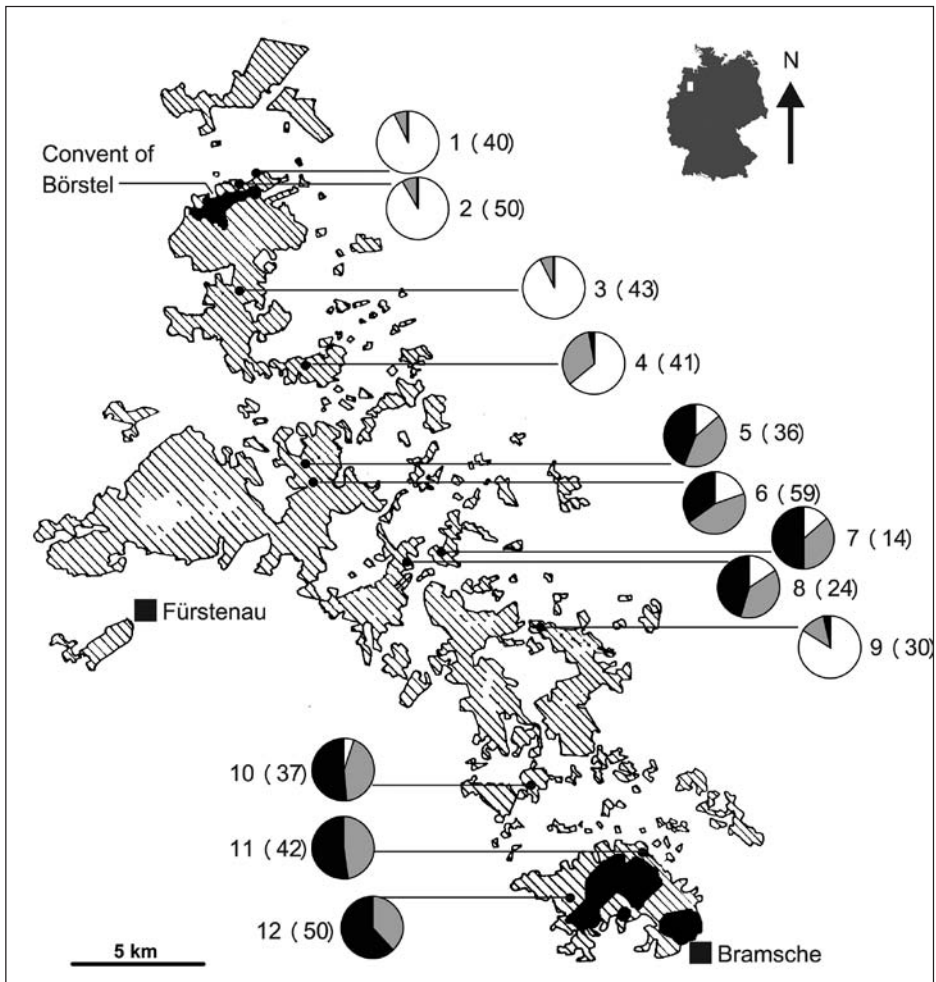 N
1 (40)
Convent of
Börstel
2 (50)
3 (43)
4 (41)
5 (36)
6 (59)
7 (14)
8 (24)
Fürstenau
9 (30)
10 (37)
11 (42)
12 (50)
5 km
Bramsche